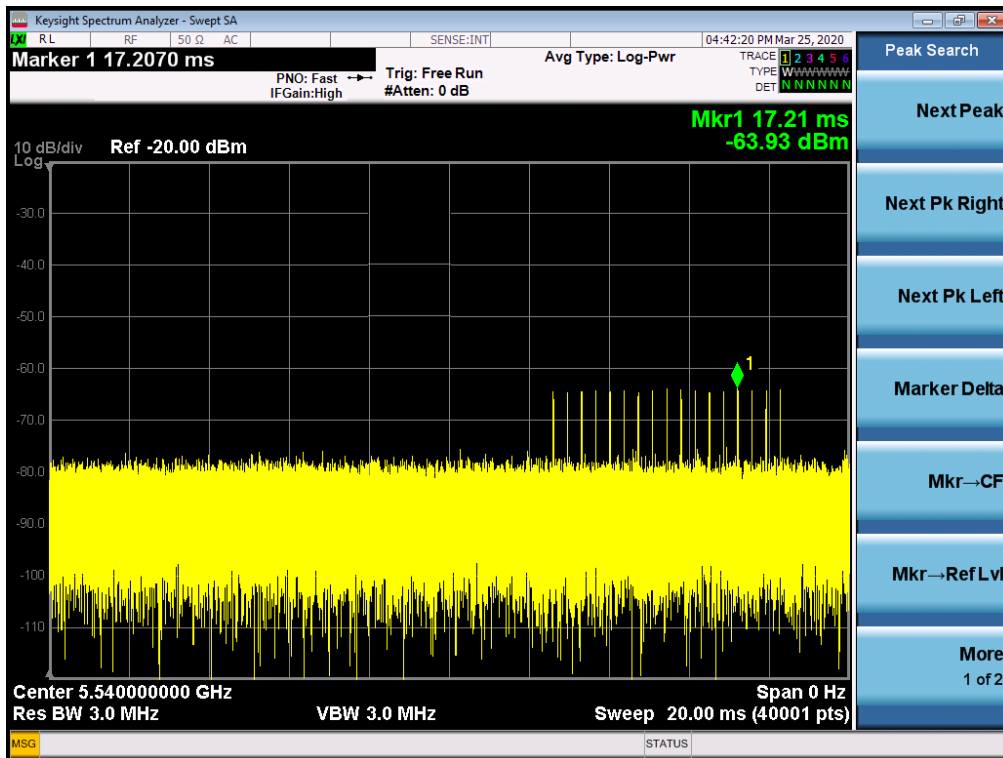 Keysight Spectrum Analyzer - Swept SA
LXI RL RF 50 Ω AC SENSE:INT 04:42:20 PM Mar 25, 2020
Marker 1 17.2070 ms
PNO: Fast
IFGain:High
Trig: Free Run
#Atten: 0 dB
Avg Type: Log-Pwr
TRACE 1 2 3 4 5 6
TYPE WWWWWW
DET N N N N N N
Mkr1 17.21 ms
-63.93 dBm
10 dB/div Ref -20.00 dBm
Log
-30.0
-40.0
-50.0
-60.0
-70.0
-80.0
-90.0
-100
-110
1
Center 5.540000000 GHz
Span 0 Hz
Res BW 3.0 MHz
VBW 3.0 MHz
Sweep 20.00 ms (40001 pts)
MSG
STATUS
Peak Search
Next Peak
Next Pk Right
Next Pk Left
Marker Delta
Mkr→CF
Mkr→Ref Lvl
More
1 of 2